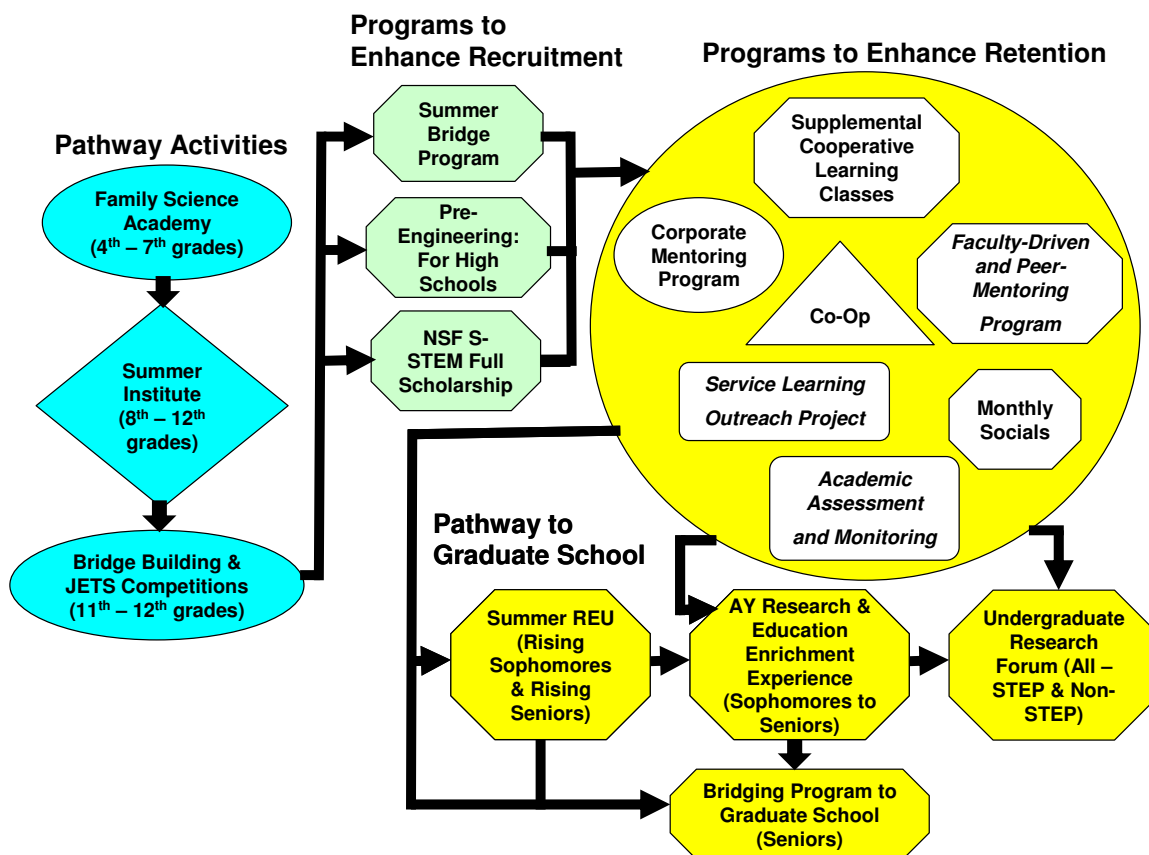 Programs to
Enhance Recruitment
Programs to Enhance Retention
Pathway Activities
Family Science
Academy
(4th – 7th grades)
Summer
Institute
(8th – 12th
grades)
Bridge Building &
JETS Competitions
(11th – 12th grades)
Summer
Bridge
Program
Pre-
Engineering:
For High
Schools
NSF S-
STEM Full
Scholarship
Supplemental
Cooperative
Learning
Classes
Corporate
Mentoring
Program
Faculty-Driven
and Peer-
Mentoring
Program
Co-Op
Service Learning
Outreach Project
Monthly
Socials
Academic
Assessment
and Monitoring
Pathway to
Graduate School
Summer REU
(Rising
Sophomores
& Rising
Seniors)
AY Research &
Education
Enrichment
Experience
(Sophomores to
Seniors)
Undergraduate
Research
Forum (All –
STEP & Non-
STEP)
Bridging Program to
Graduate School
(Seniors)